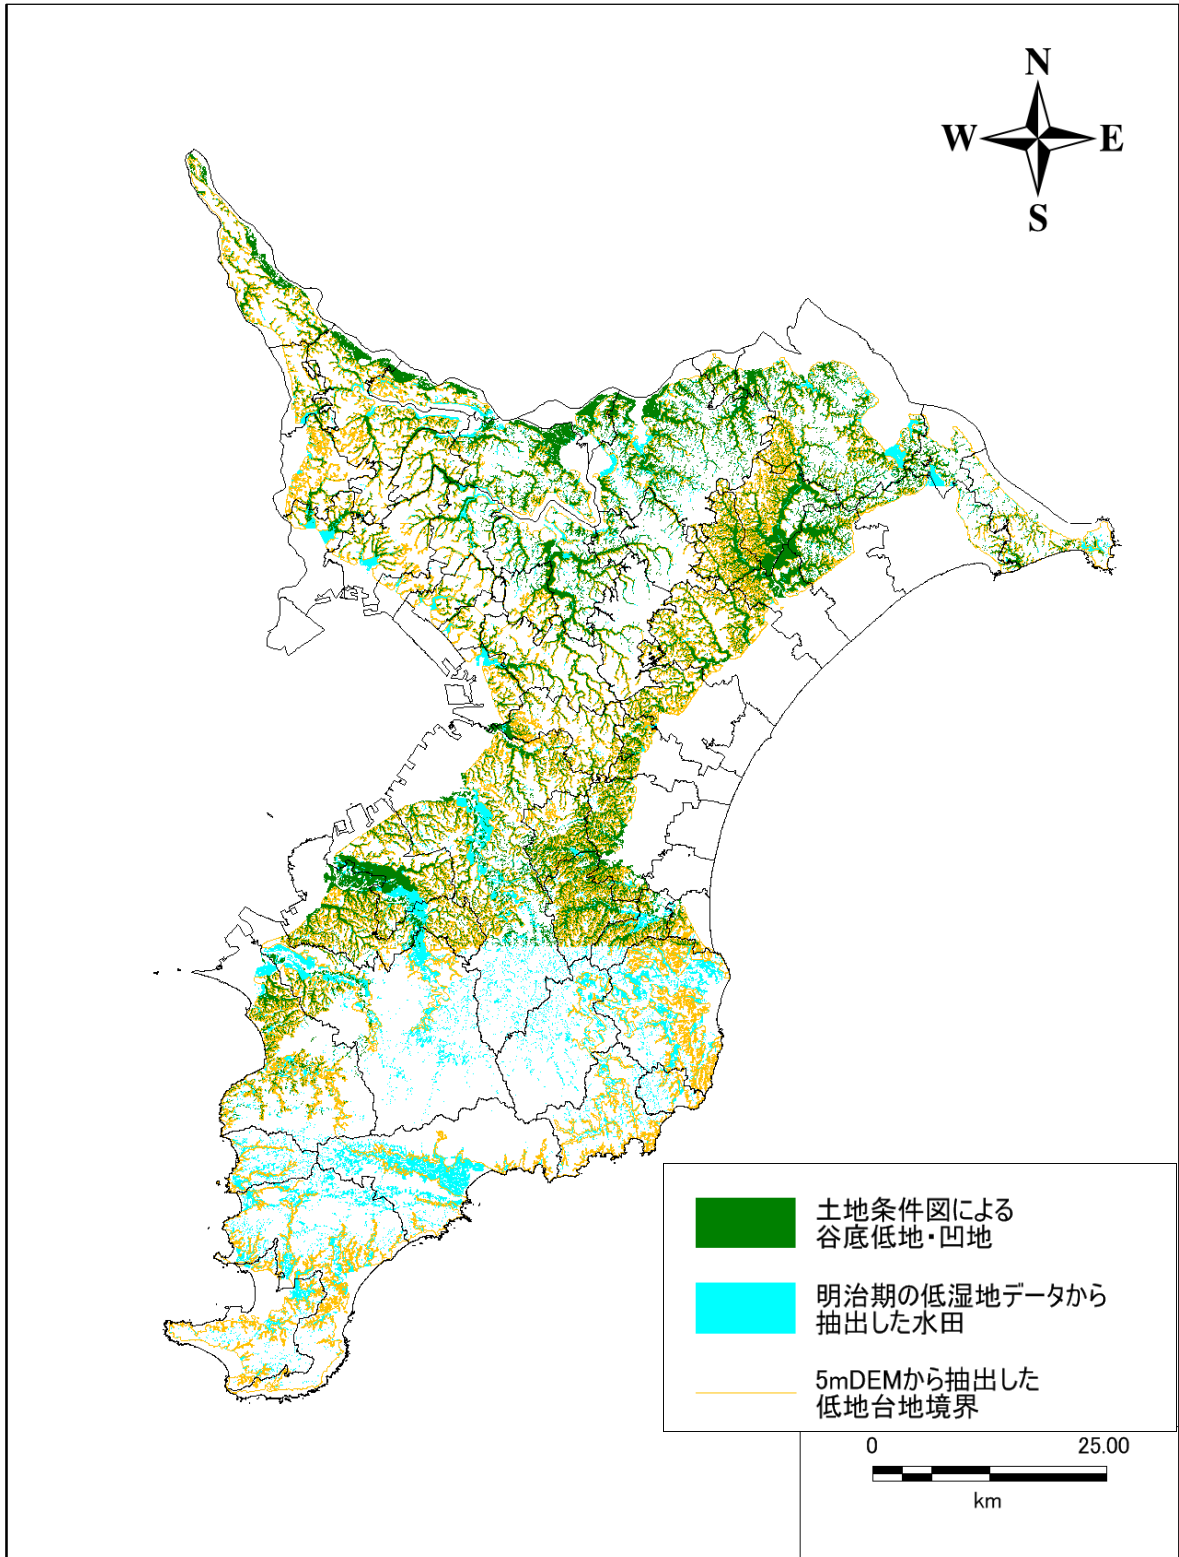 N
W
E
S
土地条件図による
谷底低地・凹地
明治期の低湿地データから
抽出した水田
5mDEMから抽出した
低地台地境界
0
25.00
km